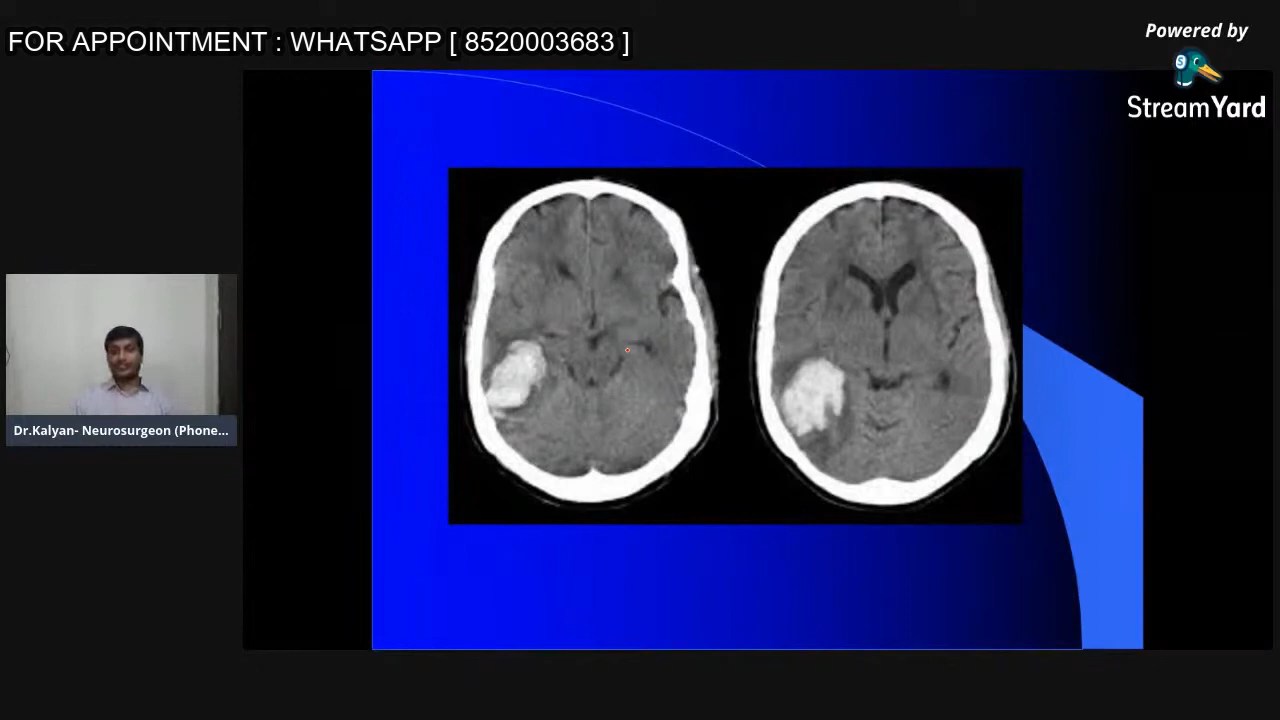 FOR APPOINTMENT : WHATSAPP [ 8520003683 ]
Powered by
StreamYard
Dr.Kalyan- Neurosurgeon (Phone...